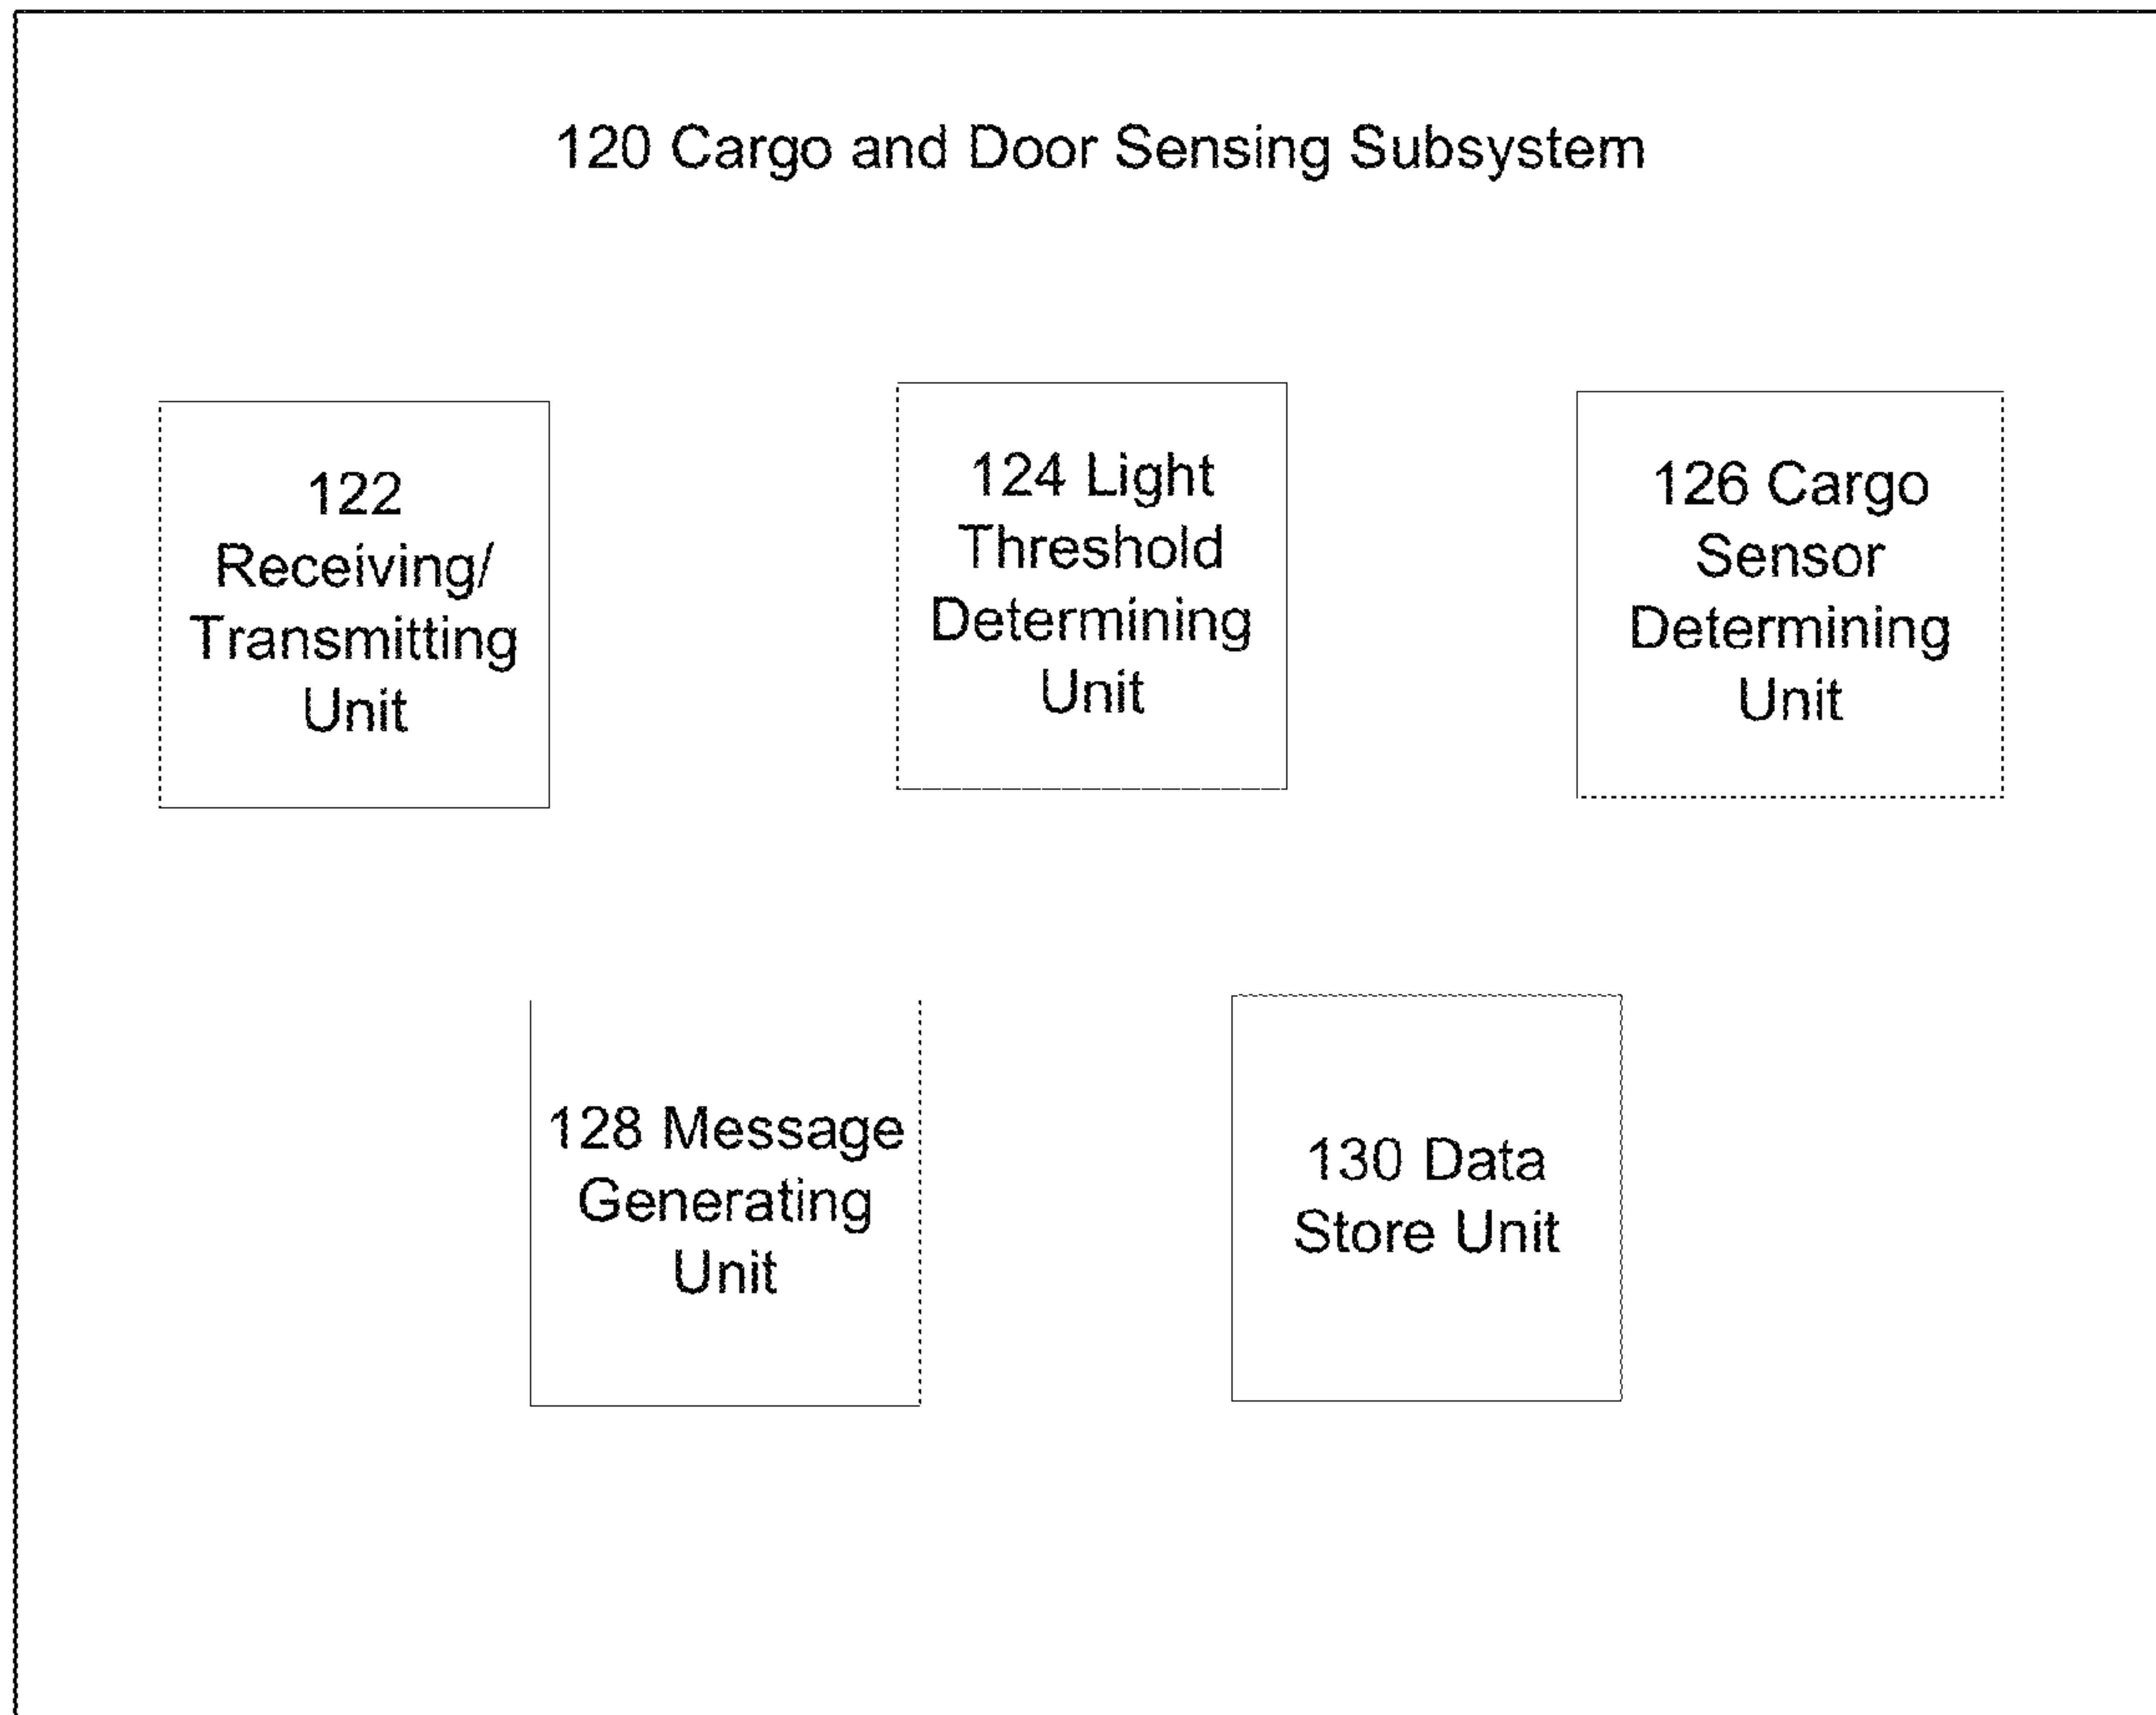 120 Cargo and Door Sensing Subsystem
122
Receiving/
Transmitting
Unit
124 Light
Threshold
Determining
Unit
126 Cargo
Sensor
Determining
Unit
128 Message
Generating
Unit
130 Data
Store Unit